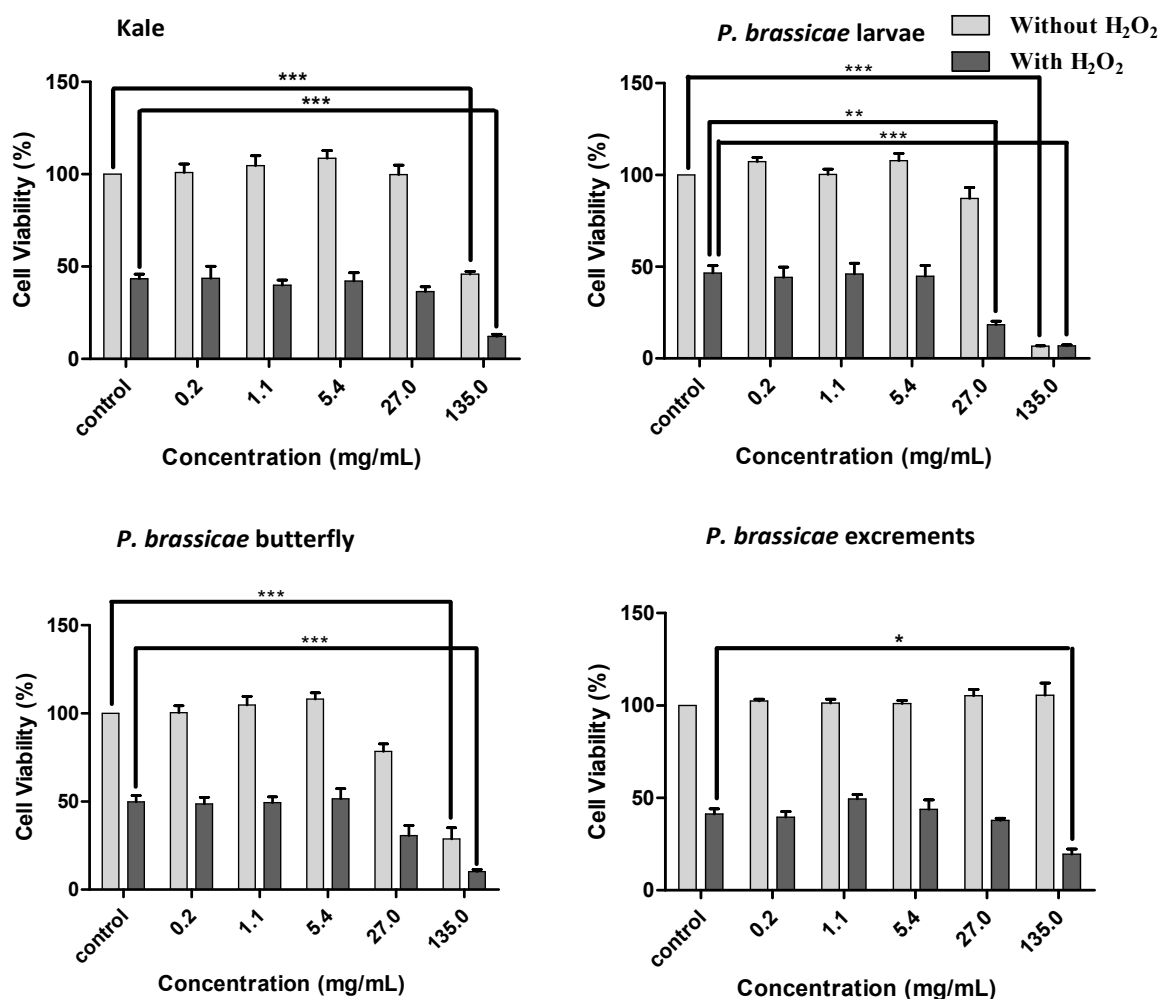 Kale
***
***
150
100
50
0
Cell Viability (%)
control
0.2
1.1
5.4
27.0
135.0
Concentration (mg/mL)
P. brassicae larvae
Without H₂O₂
With H₂O₂
***
**
***
150
100
50
0
Cell Viability (%)
control
0.2
1.1
5.4
27.0
135.0
Concentration (mg/mL)
P. brassicae butterfly
***
***
150
100
50
0
Cell Viability (%)
control
0.2
1.1
5.4
27.0
135.0
Concentration (mg/mL)
P. brassicae excrements
*
150
100
50
0
Cell Viability (%)
control
0.2
1.1
5.4
27.0
135.0
Concentration (mg/mL)